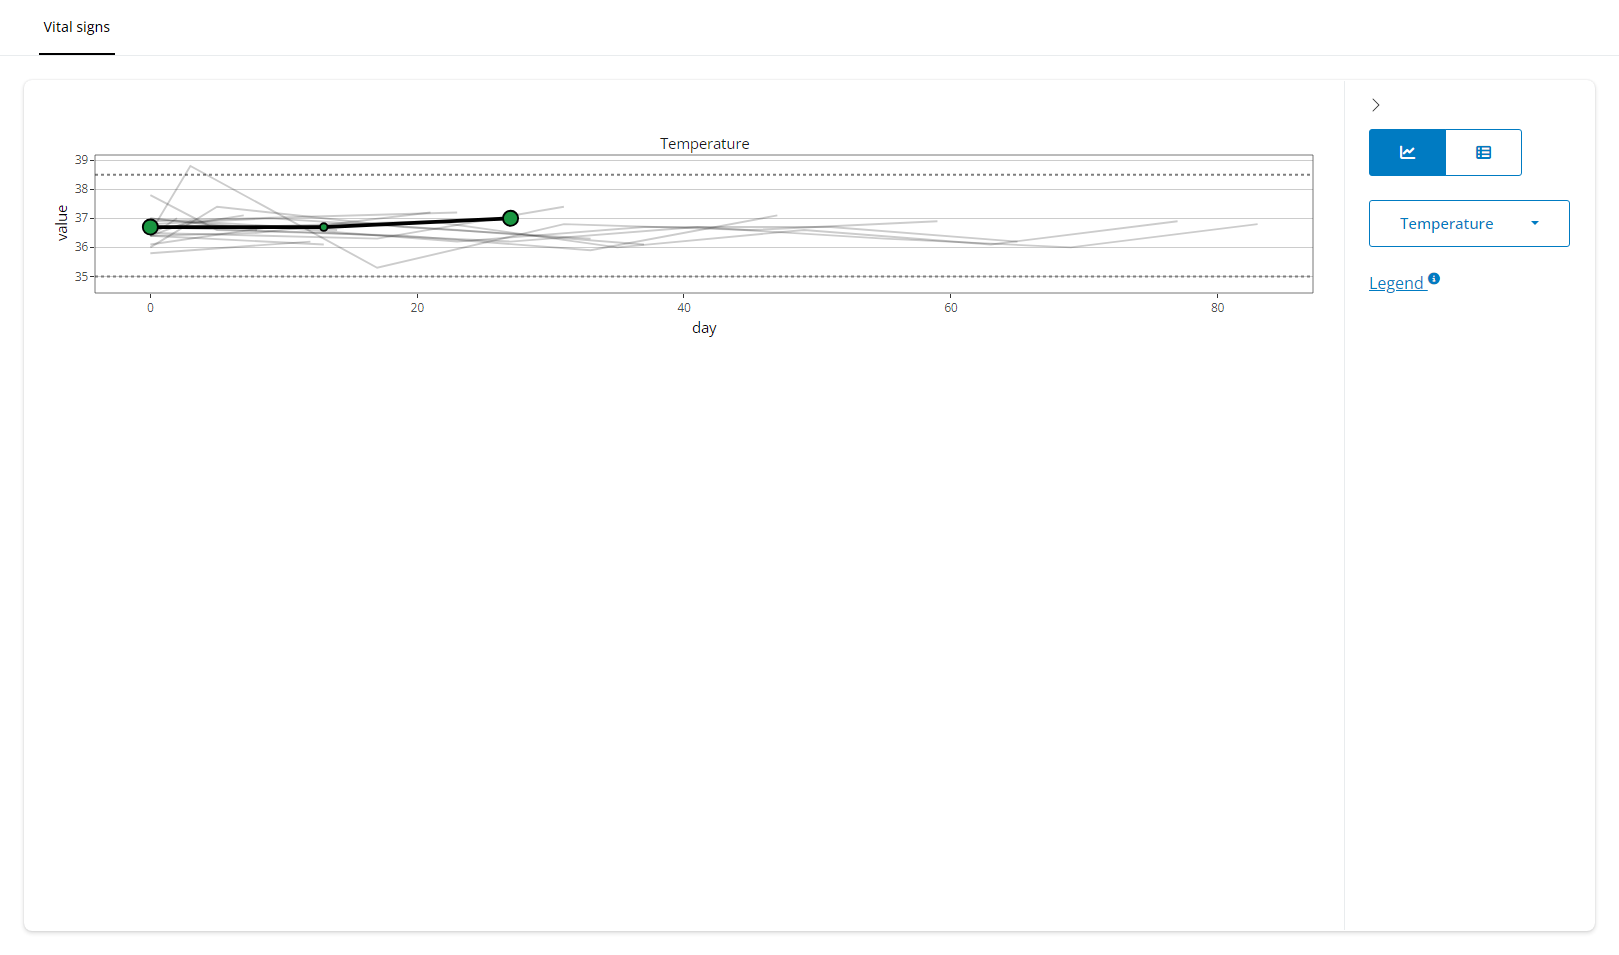 Vital signs
Temperature
39
38
37
36
35
value
0 20 40 60 80
day
Temperature
Legend